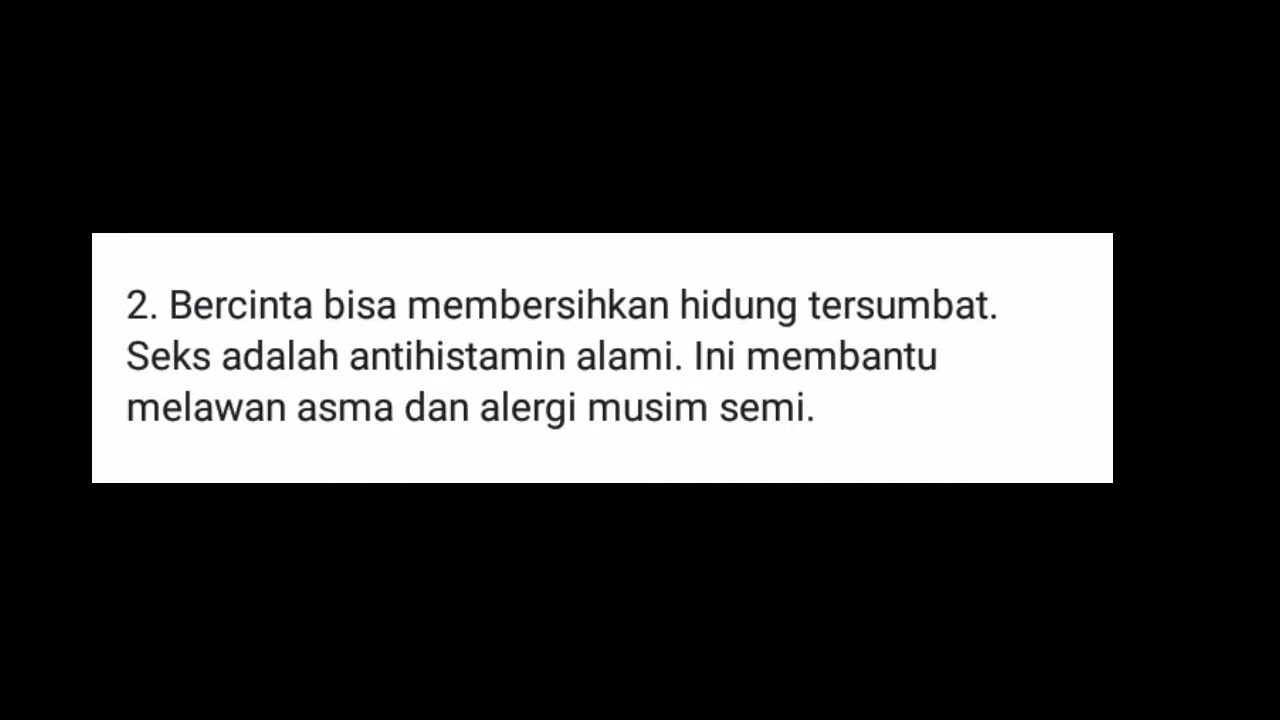 2. Bercinta bisa membersihkan hidung tersumbat.
Seks adalah antihistamin alami. Ini membantu
melawan asma dan alergi musim semi.